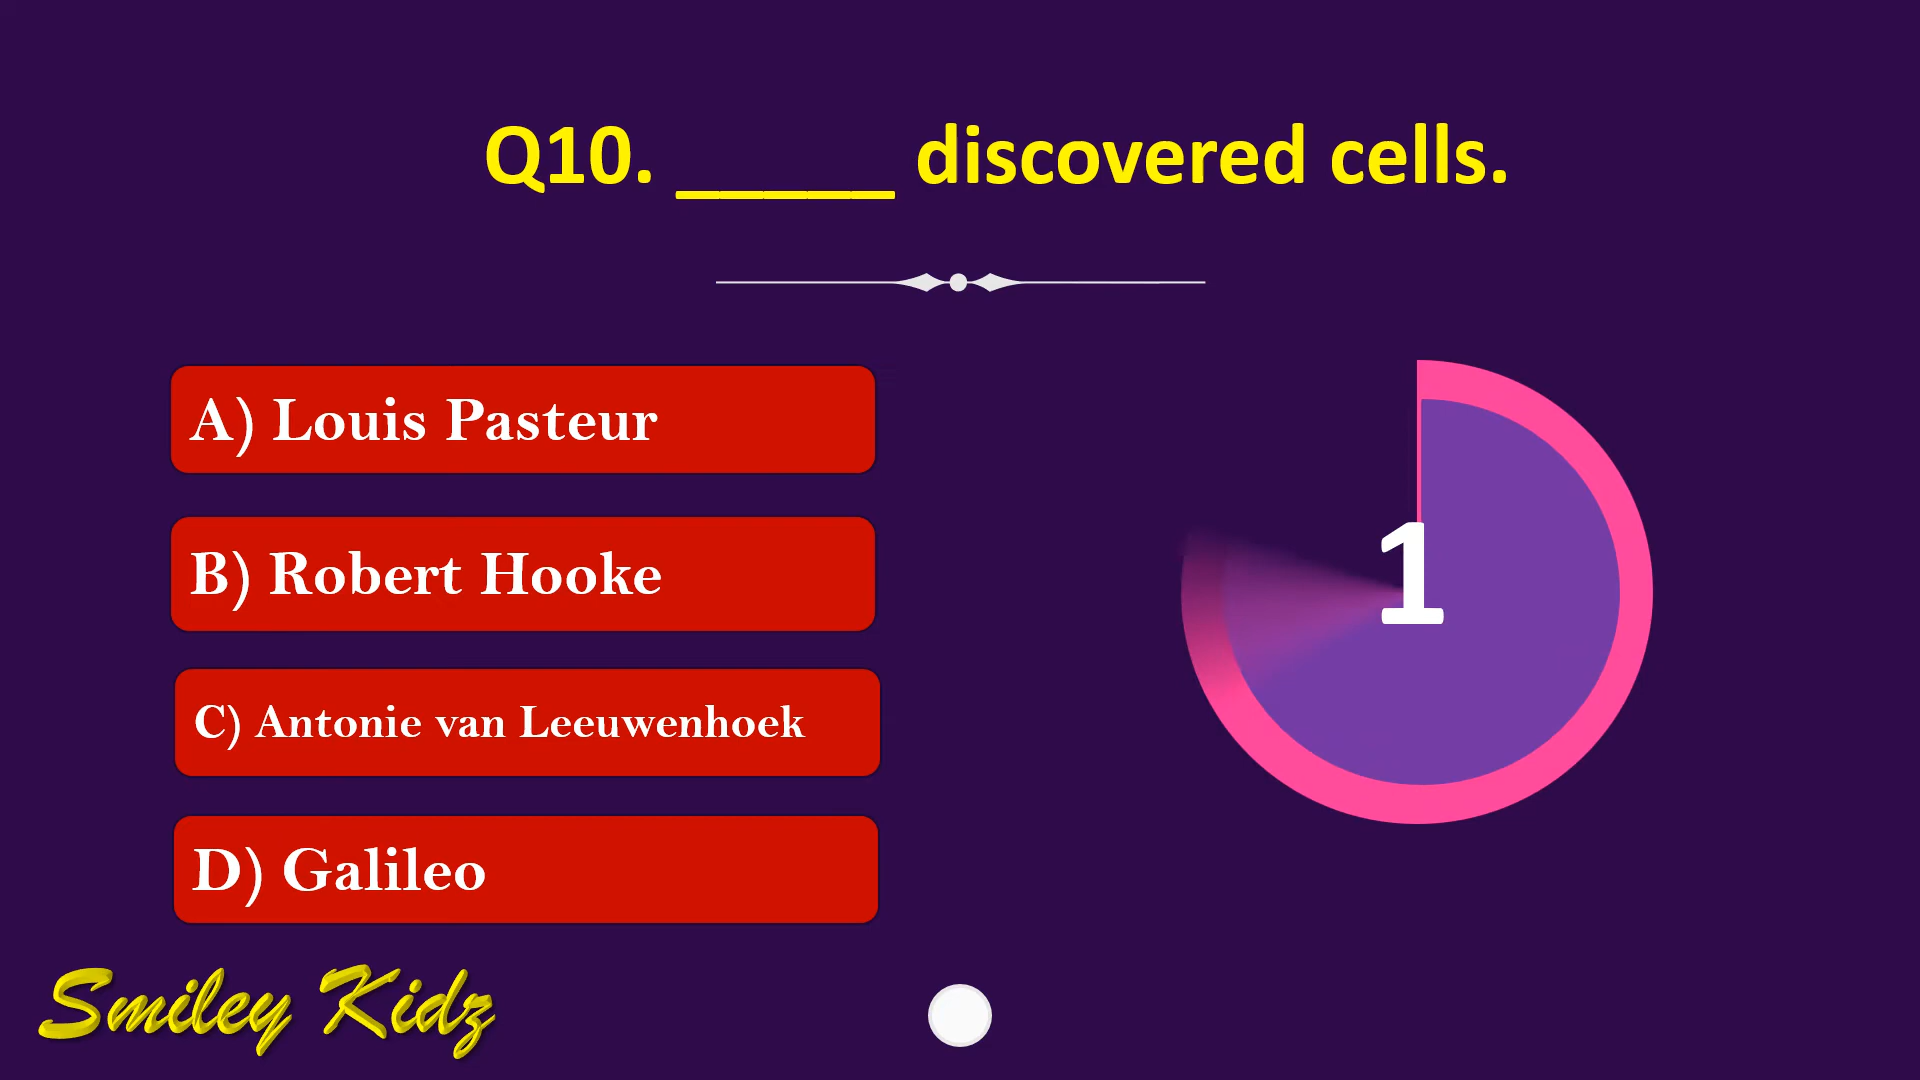 Q10. _____ discovered cells.
A) Louis Pasteur
B) Robert Hooke
C) Antonie van Leeuwenhoek
D) Galileo
1
Smiley Kidz